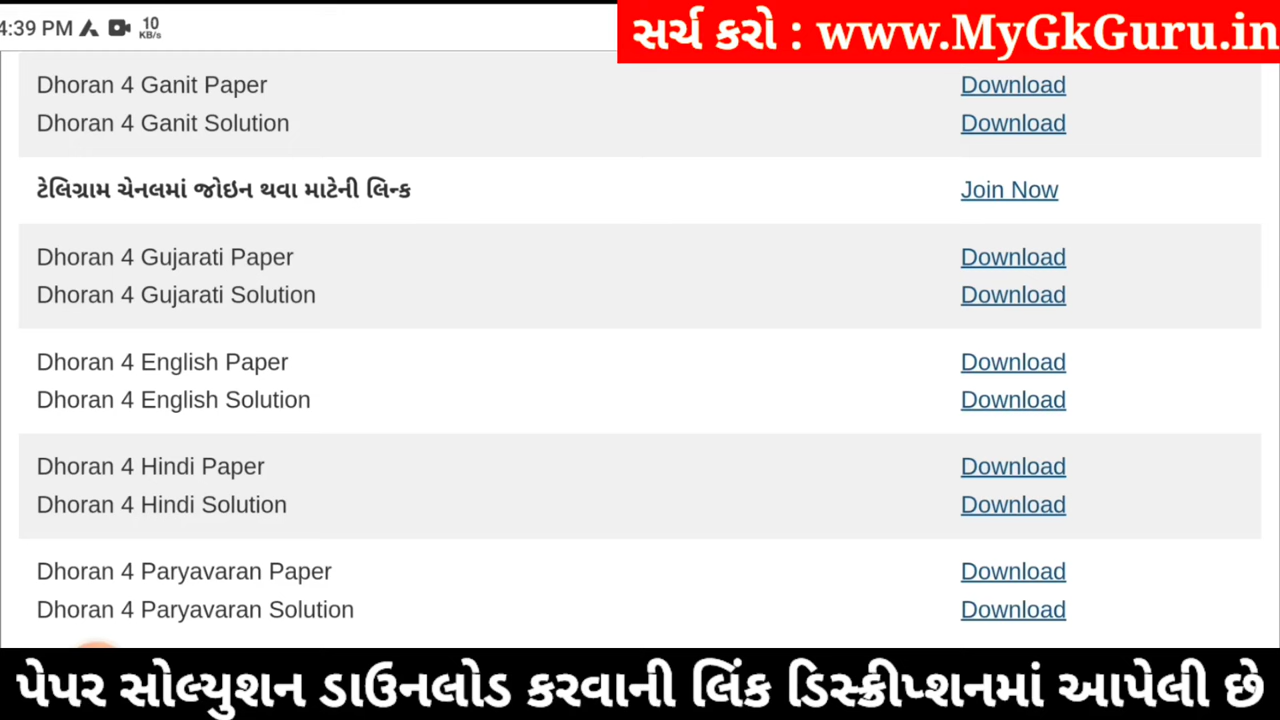 4:39 PM 10 KB/s
સર્ચ કરો : www.MyGkGuru.in
Dhoran 4 Ganit Paper Download
Dhoran 4 Ganit Solution Download
ટેલિગ્રામ ચેનલમાં જોઇન થવા માટેની લિન્ક Join Now
Dhoran 4 Gujarati Paper Download
Dhoran 4 Gujarati Solution Download
Dhoran 4 English Paper Download
Dhoran 4 English Solution Download
Dhoran 4 Hindi Paper Download
Dhoran 4 Hindi Solution Download
Dhoran 4 Paryavaran Paper Download
Dhoran 4 Paryavaran Solution Download
પેપર સોલ્યુશન ડાઉનલોડ કરવાની લિંક ડિસ્ક્રીપ્શનમાં આપેલી છે